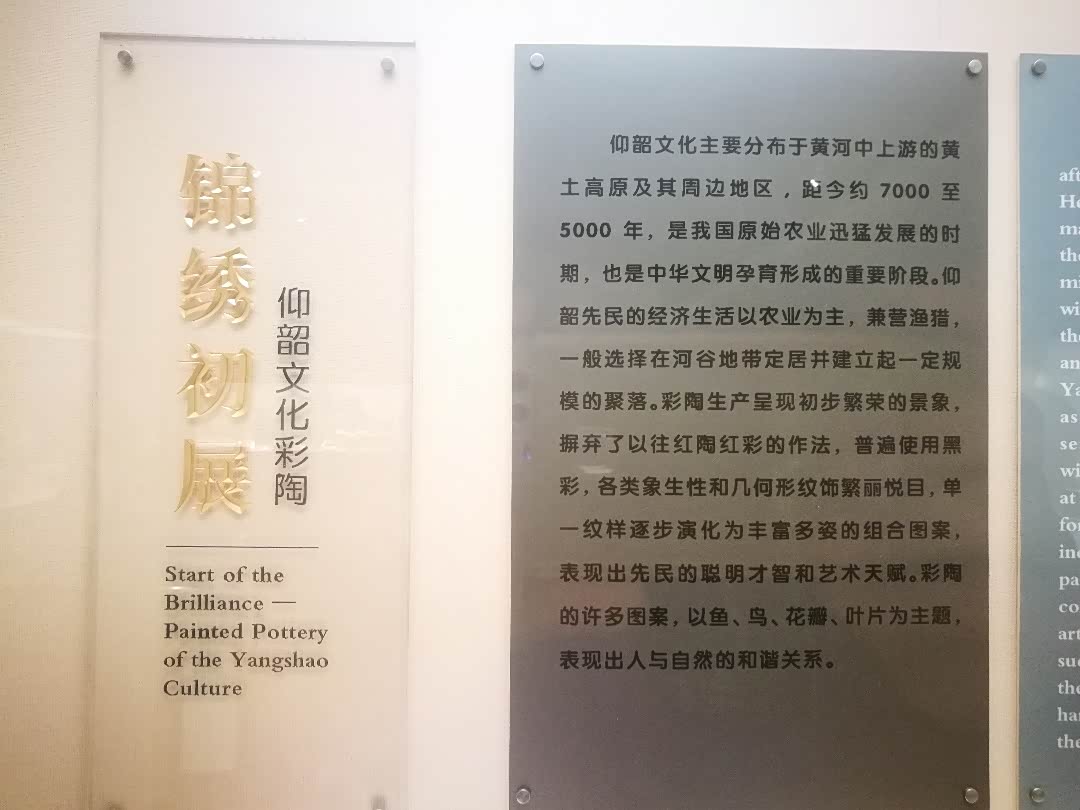 锦绣初展
仰韶文化彩陶
Start of the
Brilliance —
Painted Pottery
of the Yangshao
Culture
仰韶文化主要分布于黄河中上游的黄
土高原及其周边地区，距今约 7000 至
5000 年，是我国原始农业迅猛发展的时
期，也是中华文明孕育形成的重要阶段。仰
韶先民的经济生活以农业为主，兼营渔猎，
一般选择在河谷地带定居并建立起一定规
模的聚落。彩陶生产呈现初步繁荣的景象，
摒弃了以往红陶红彩的作法，普遍使用黑
彩，各类象生性和几何形纹饰繁丽悦目，单
一纹样逐步演化为丰富多姿的组合图案，
表现出先民的聪明才智和艺术天赋。彩陶
的许多图案，以鱼、鸟、花瓣、叶片为主题，
表现出人与自然的和谐关系。